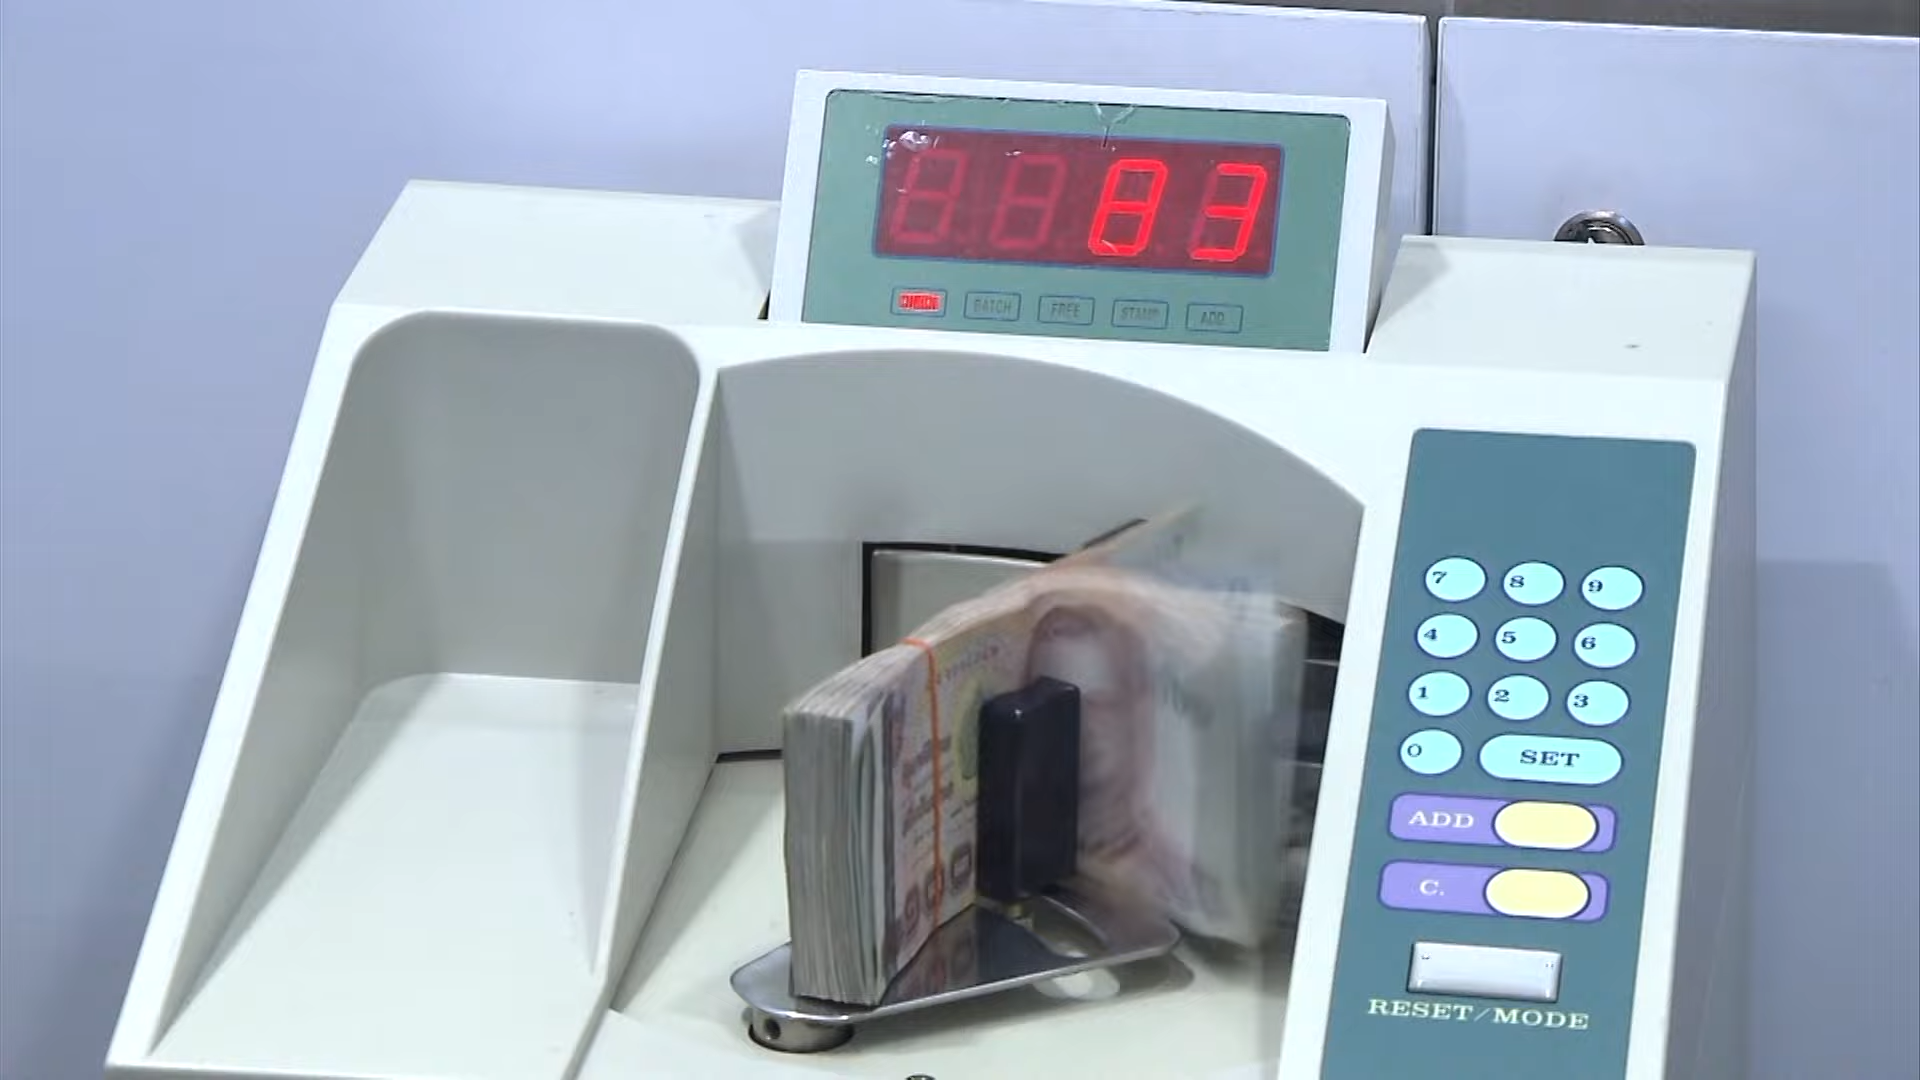 83
CHECK BATCH FREE STAMP ADD
7 8 9
4 5 6
1 2 3
0 SET
ADD
C.
RESET/MODE